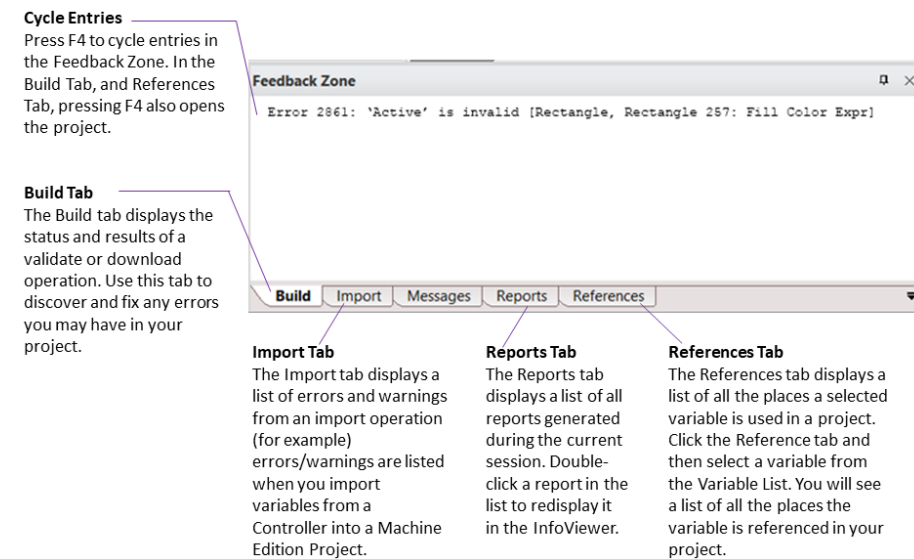 Cycle Entries
Press F4 to cycle entries in
the Feedback Zone. In the
Build Tab, and References
Tab, pressing F4 also opens
the project.
Feedback Zone
Error 2861: ‘Active’ is invalid [Rectangle, Rectangle 257: Fill Color Expr]
Build Tab
The Build tab displays the
status and results of a
validate or download
operation. Use this tab to
discover and fix any errors
you may have in your
project.
Build Import Messages Reports References
Import Tab
The Import tab displays a
list of errors and warnings
from an import operation
(for example)
errors/warnings are listed
when you import
variables from a
Controller into a Machine
Edition Project.
Reports Tab
The Reports tab
displays a list of all
reports generated
during the current
session. Double-
click a report in the
list to redisplay it
in the InfoViewer.
References Tab
The References tab displays a
list of all the places a selected
variable is used in a project.
Click the Reference tab and
then select a variable from
the Variable List. You will see
a list of all the places the
variable is referenced in your
project.